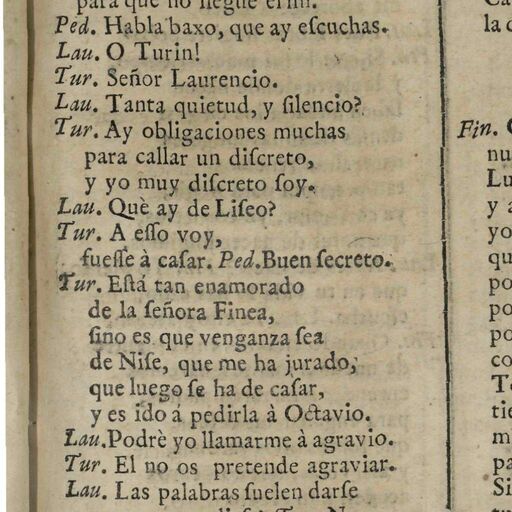 para que no llegue el fin.
Ped. Habla baxo, que ay eſcuchas.
Lau. O Turin!
Tur. Señor Laurencio.
Lau. Tanta quietud, y ſilencio?
Tur. Ay obligaciones muchas
para callar un diſcreto,
y yo muy diſcreto ſoy.
Lau. Què ay de Liſeo?
Tur. A eſſo voy,
fueſſe à caſar. Ped. Buen ſecreto.
Tur. Eſtá tan enamorado
de la ſeñora Finea,
ſino es que venganza ſea
de Niſe, que me ha jurado,
que luego ſe ha de caſar,
y es ido á pedirla à Octavio.
Lau. Podrè yo llamarme à agravio.
Tur. El no os pretende agraviar.
Lau. Las palabras ſuelen darſe
la
Fin.
nu
Lu
y
yo
qu
po
po
po
co
T
tie
m
pa
Si